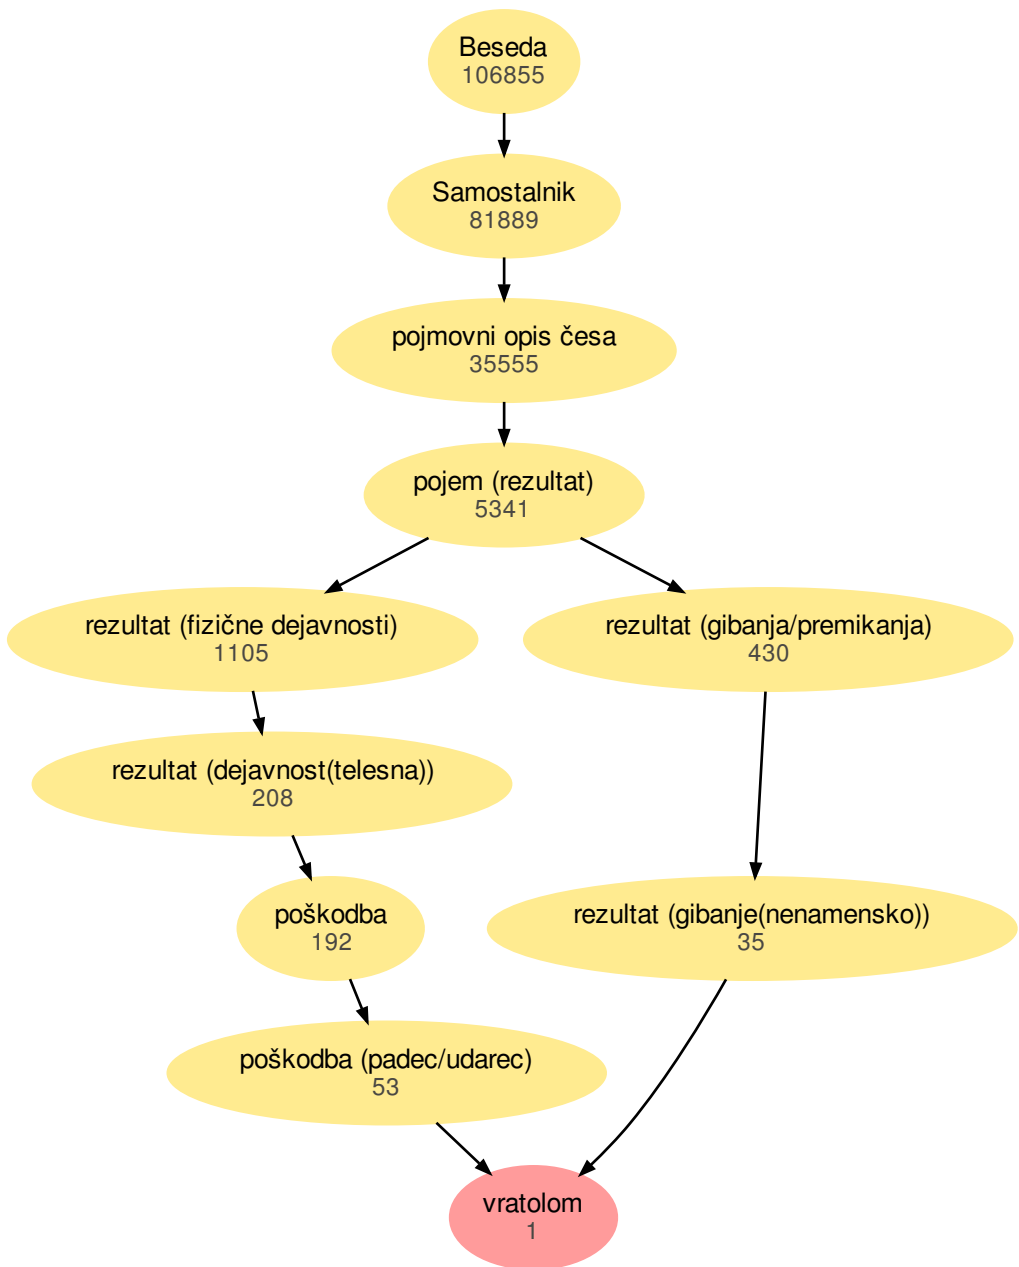 Beseda
106855
Samostalnik
81889
pojmovni opis česa
35555
pojem (rezultat)
5341
rezultat (fizične dejavnosti)
1105
rezultat (gibanja/premikanja)
430
rezultat (dejavnost(telesna))
208
poškodba
192
rezultat (gibanje(nenamensko))
35
poškodba (padec/udarec)
53
vratolom
1